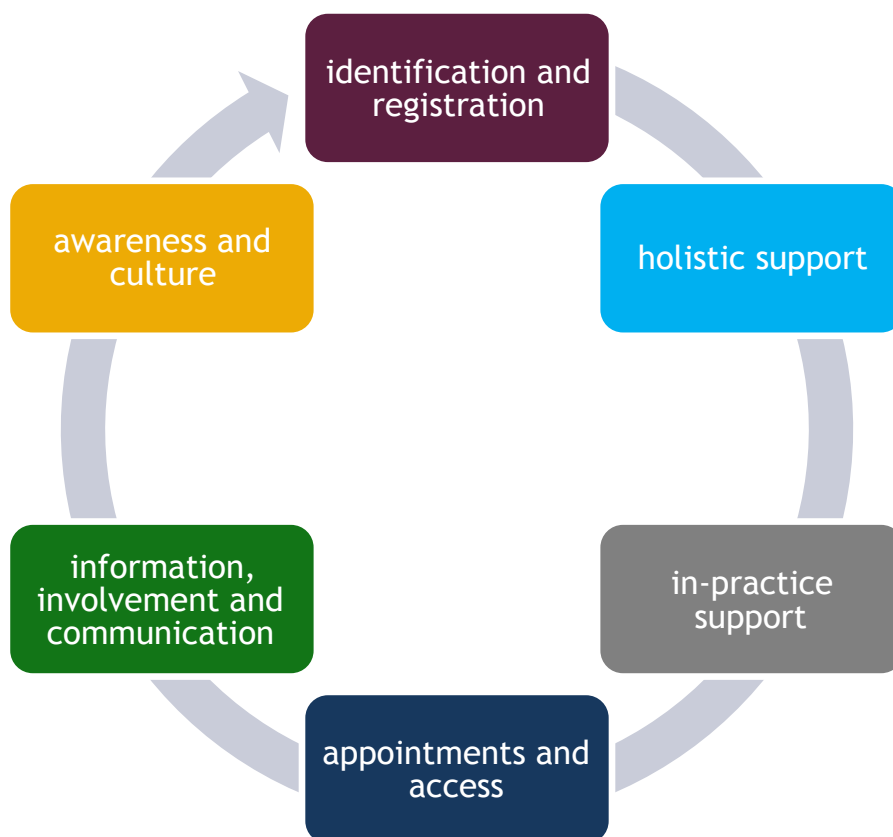 identification and
registration
holistic support
in-practice
support
appointments and
access
information,
involvement and
communication
awareness and
culture